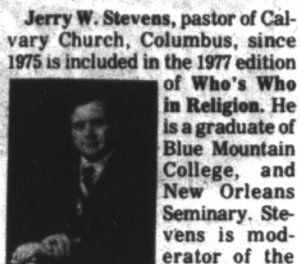 Jerry W. Stevens, pastor of Cal-
vary Church, Columbus, since
1975 is included in the 1977 edition
of Who's Who
in Religion. He
is a graduate of
Blue Mountain
College, and
New Orleans
Seminary. Ste-
vens is mod-
erator of the